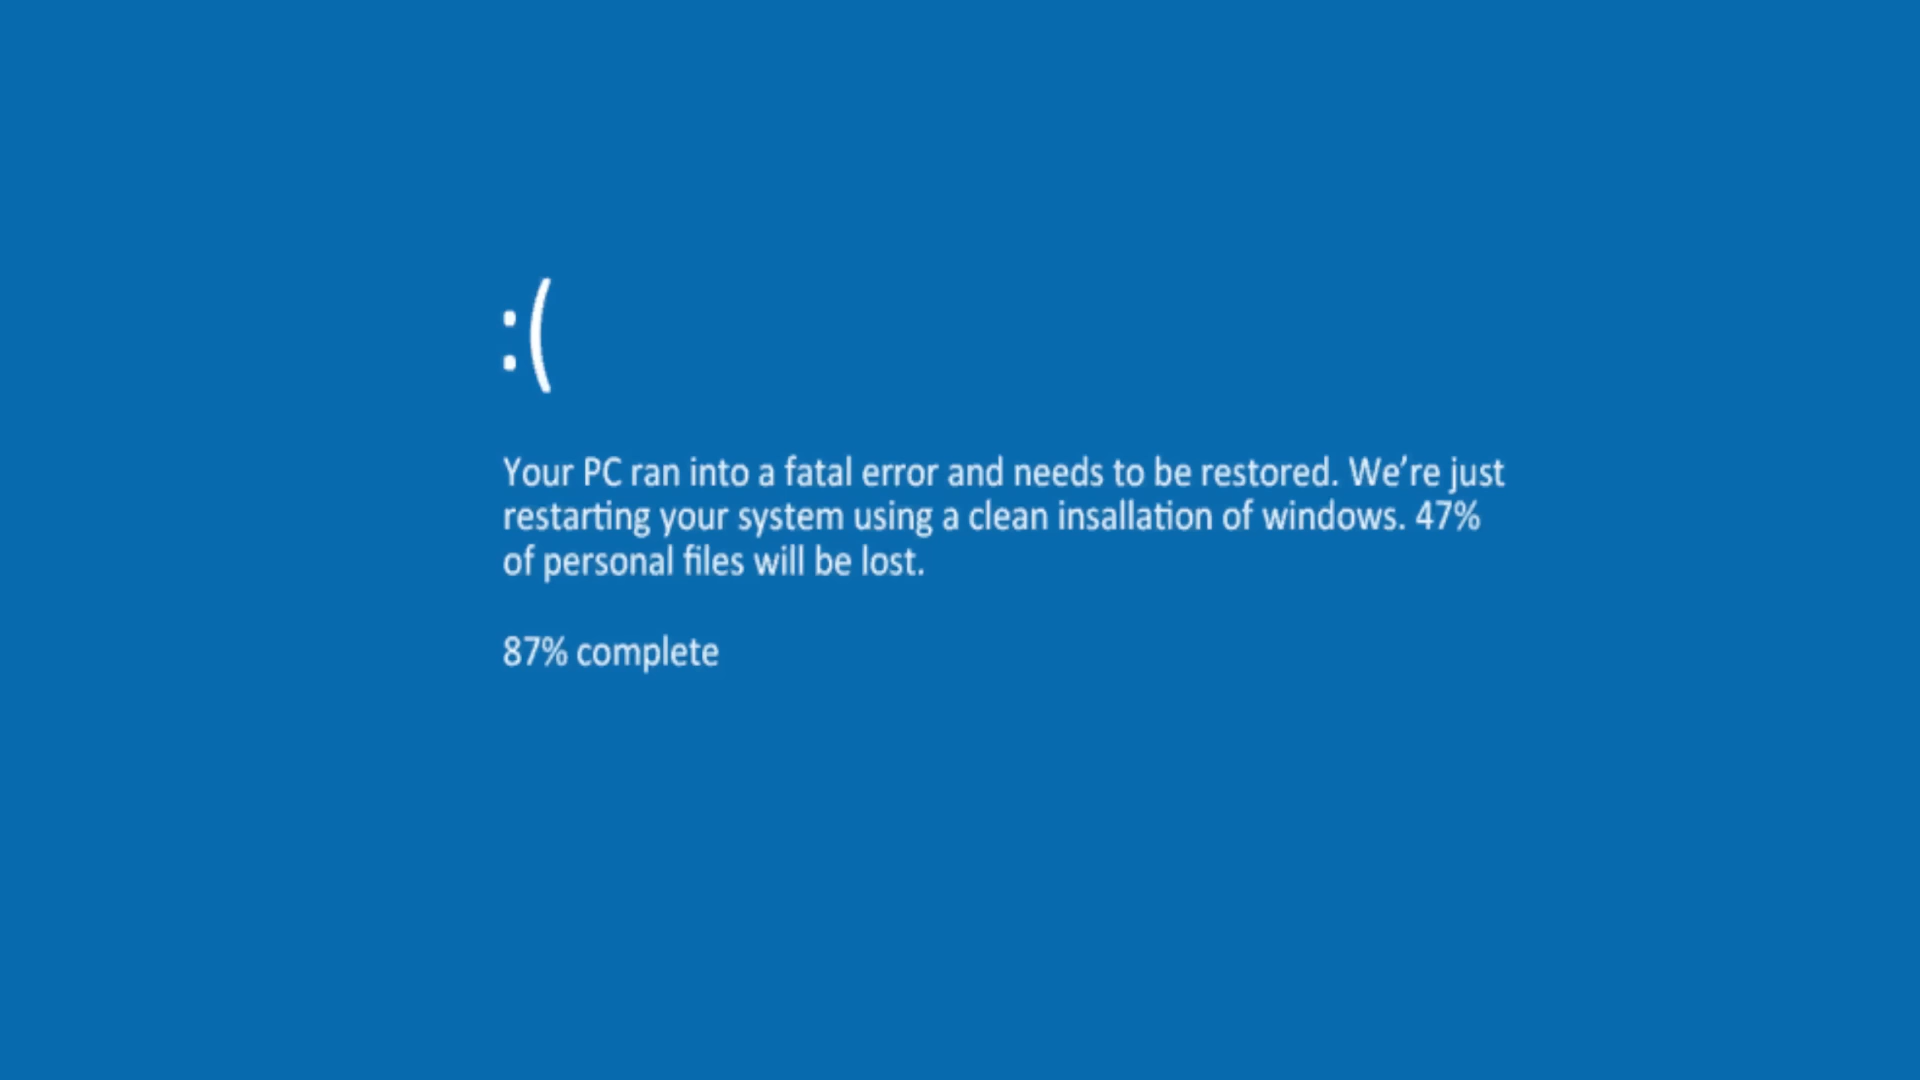 :(
Your PC ran into a fatal error and needs to be restored. We’re just
restarting your system using a clean insallation of windows. 47%
of personal files will be lost.
87% complete